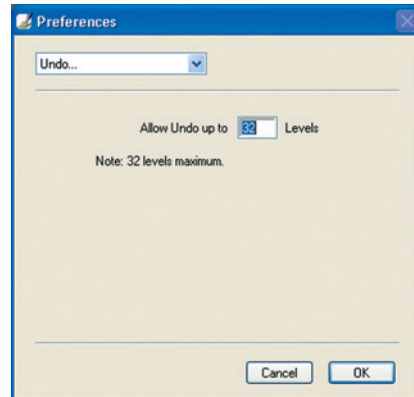 Preferences
Undo...
Allow Undo up to 32 Levels
Note: 32 levels maximum.
Cancel OK